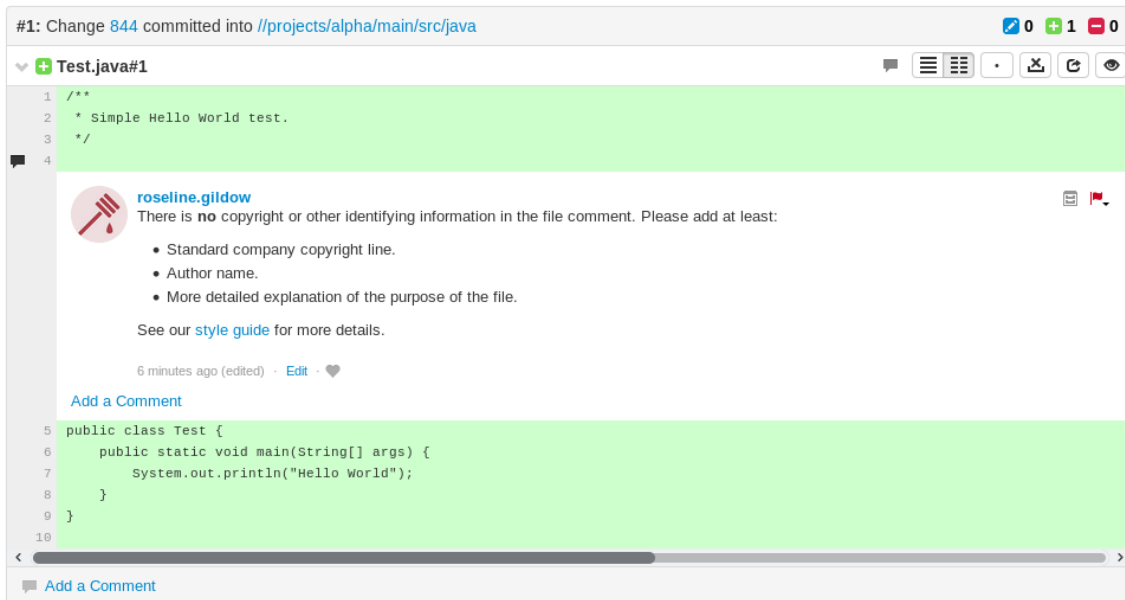 #1: Change 844 committed into //projects/alpha/main/src/java 0 1 0
Test.java#1
1 /**
2  * Simple Hello World test.
3  */
4
roseline.gildow
There is no copyright or other identifying information in the file comment. Please add at least:
• Standard company copyright line.
• Author name.
• More detailed explanation of the purpose of the file.
See our style guide for more details.
6 minutes ago (edited) · Edit ·
Add a Comment
5 public class Test {
6     public static void main(String[] args) {
7         System.out.println("Hello World");
8     }
9 }
10
Add a Comment